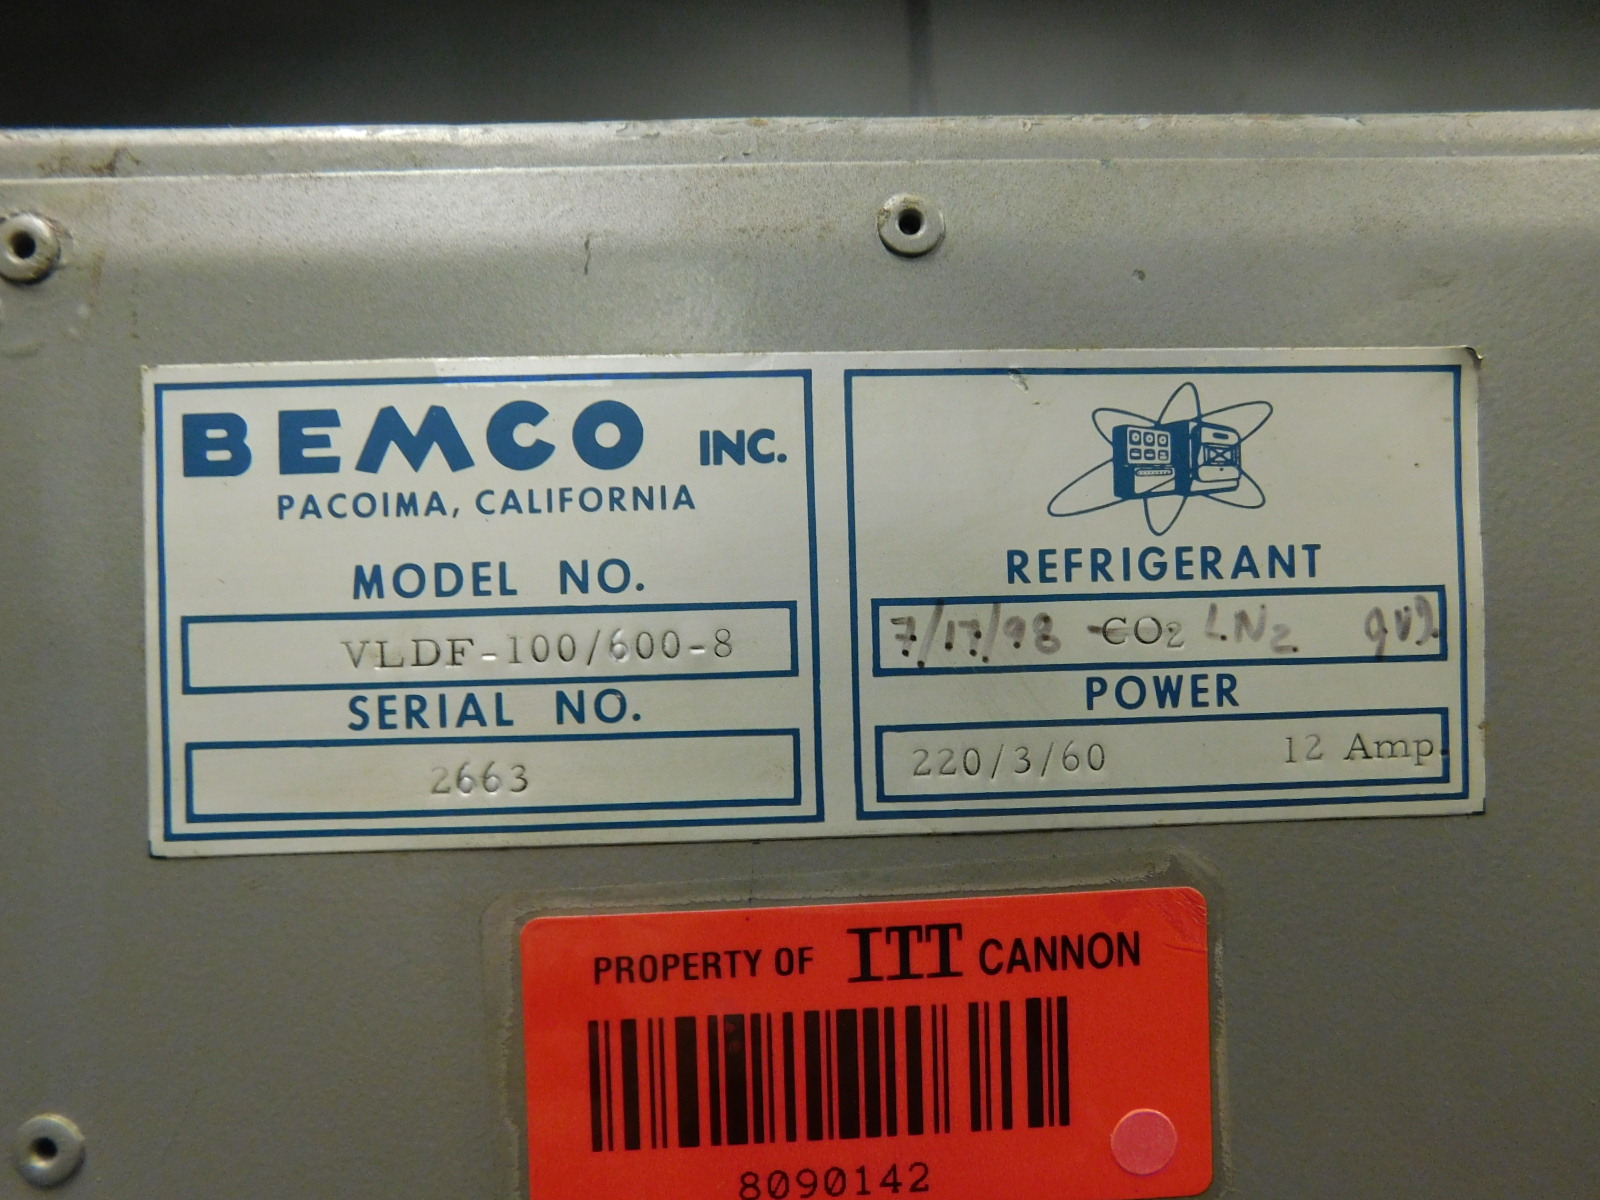 BEMCO INC.
PACOIMA, CALIFORNIA
MODEL NO.
VLDF-100/600-8
SERIAL NO.
2663
REFRIGERANT
7/17/98 CO2 LN2
POWER
220/3/60 12 Amp.
PROPERTY OF ITT CANNON
8090142